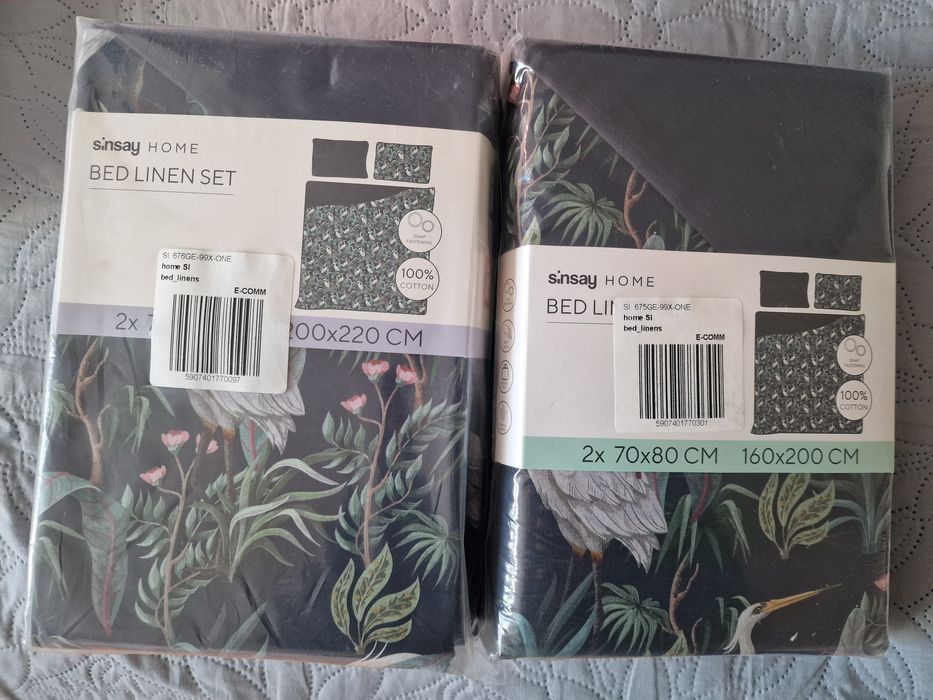 sinsay HOME
BED LINEN SET
SNAP
FASTENING
100%
COTTON
SI. 676GE-99X-ONE
home SI
bed_linens
E-COMM
5907401770097
2x 200x220 CM
sinsay HOME
BED
SNAP
FASTENING
100%
COTTON
SI. 675GE-99X-ONE
home SI
bed_linens
E-COMM
5907401770301
2x 70x80 CM 160x200 CM